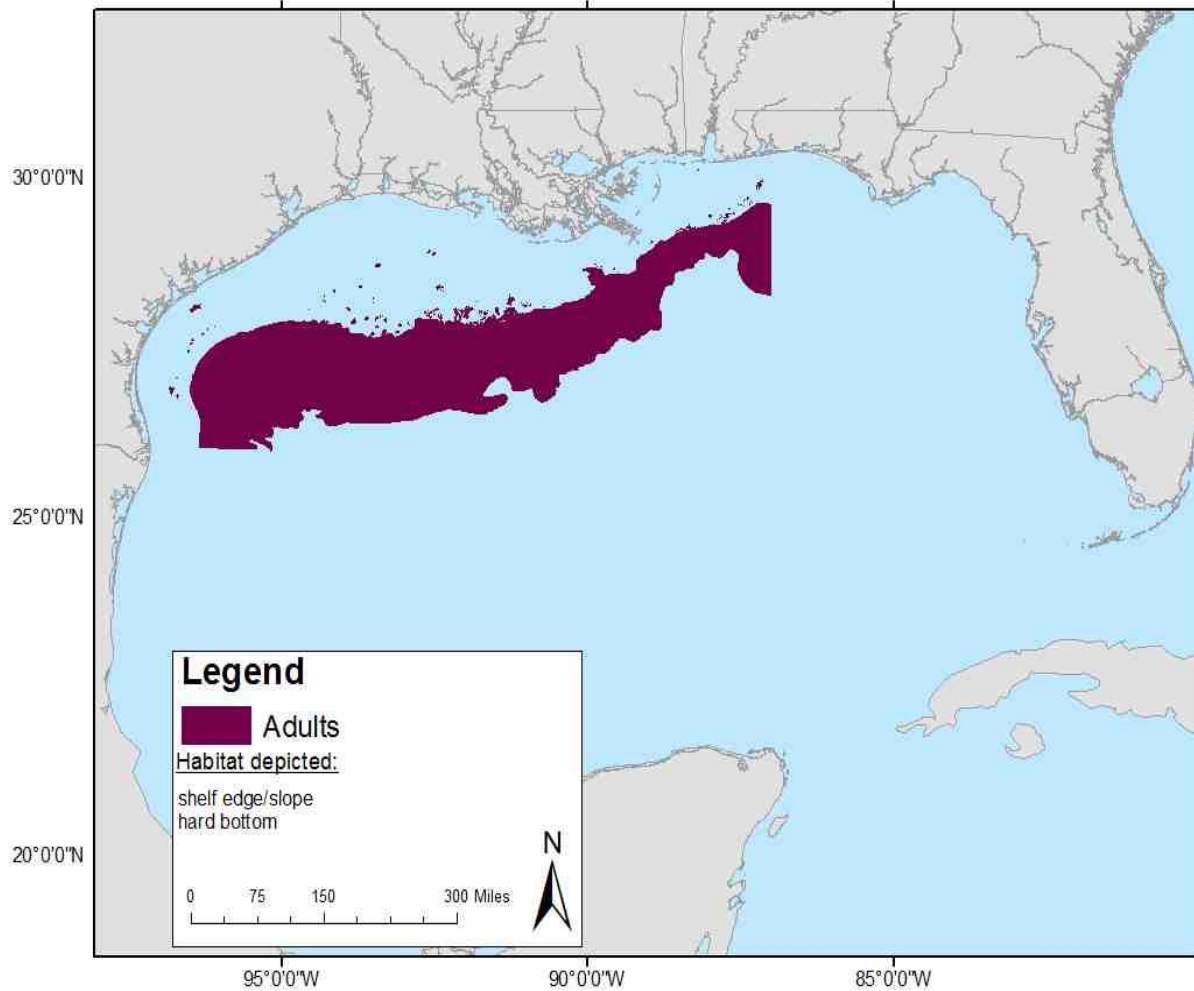 30°0'0"N
25°0'0"N
20°0'0"N
Legend
Adults
Habitat depicted:
shelf edge/slope
hard bottom
N
0 75 150 300 Miles
95°0'0"W 90°0'0"W 85°0'0"W